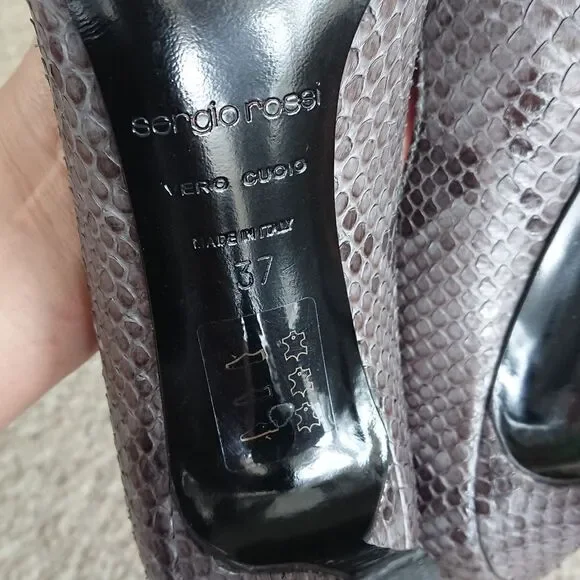 sergio rossi
VERO CUOIO
MADE IN ITALY
37